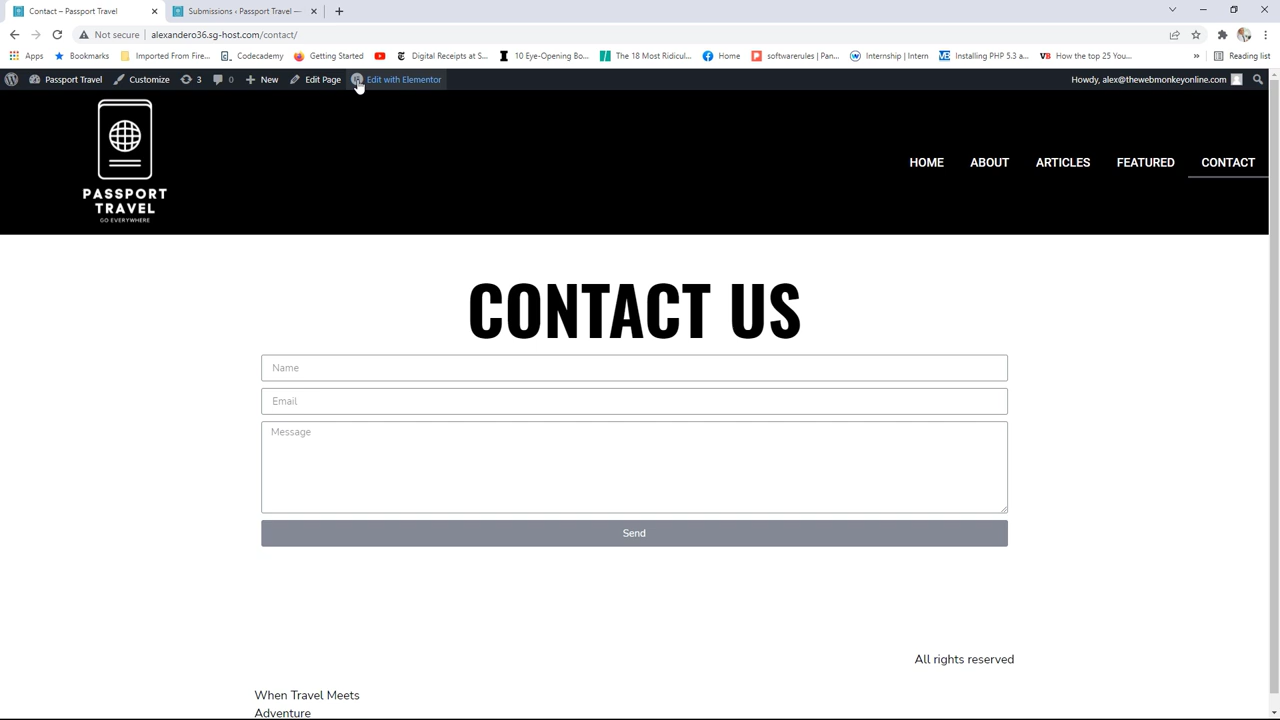 Contact – Passport Travel
Submissions ‹ Passport Travel —
Not secure
alexandero36.sg-host.com/contact/
Apps
Bookmarks
Imported From Fire...
Codecademy
Getting Started
Digital Receipts at S...
10 Eye-Opening Bo...
The 18 Most Ridicul...
Home
softwarerules | Pan...
Internship | Intern
Installing PHP 5.3 a...
How the top 25 You...
»
Reading list
Passport Travel
Customize
3
0
New
Edit Page
Edit with Elementor
Howdy, alex@thewebmonkeyonline.com
PASSPORT
TRAVEL
GO EVERYWHERE
HOME
ABOUT
ARTICLES
FEATURED
CONTACT
CONTACT US
Name
Email
Message
Send
All rights reserved
When Travel Meets
Adventure